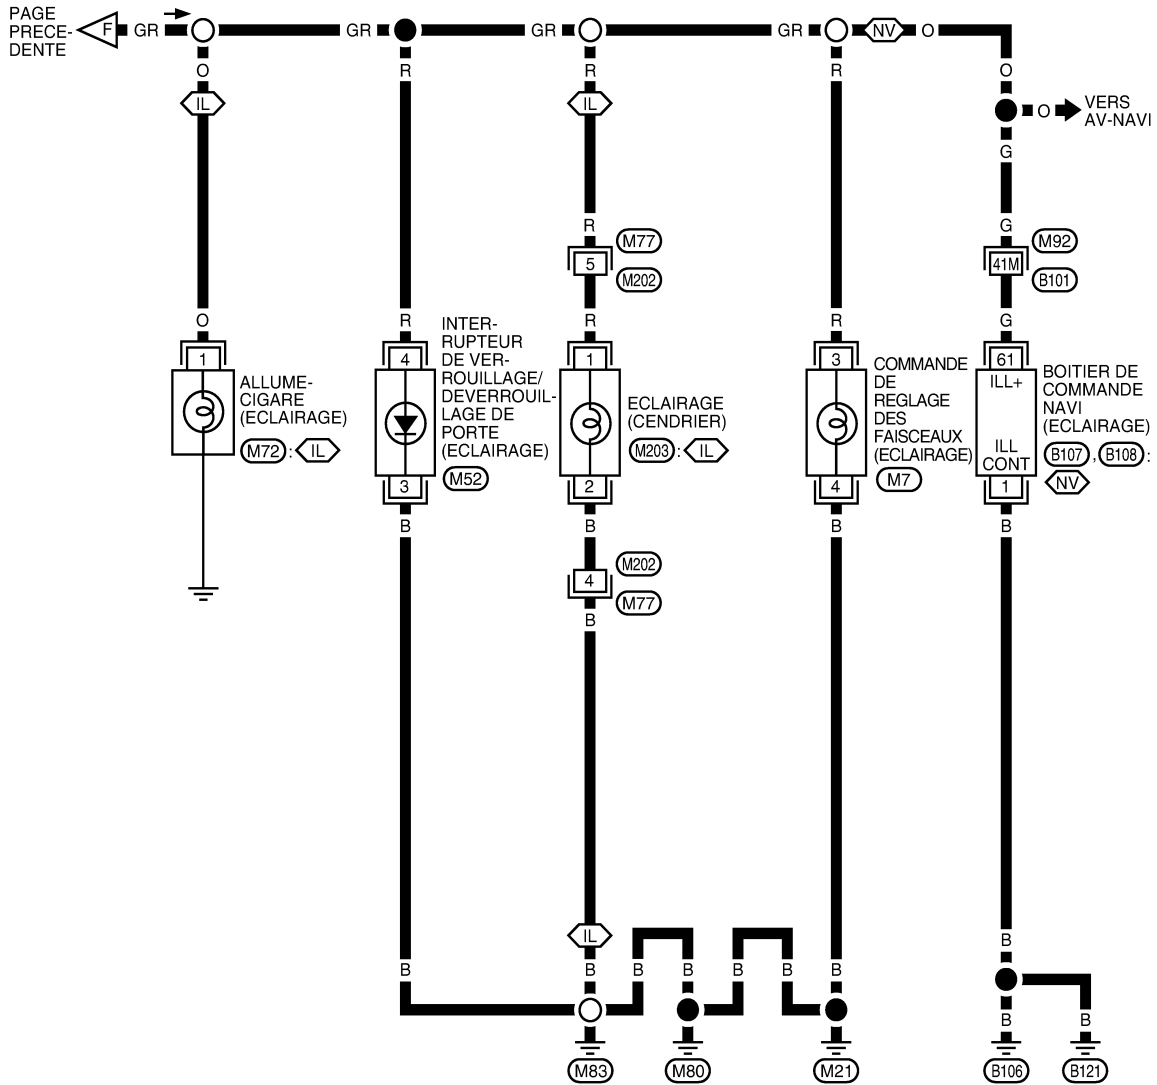 PAGE
PRECE-
DENTE
F
GR
GR
GR
GR
NV
O
O
R
R
R
O
IL
IL
O
VERS
AV-NAVI
G
R
G
M77
M92
5
41M
M202
B101
O
R
R
R
G
1
4
1
3
61
ALLUME-
CIGARE
(ECLAIRAGE)
M72 : IL
INTER-
RUPTEUR
DE VER-
ROUILLAGE/
DEVERROUIL-
LAGE DE
PORTE
(ECLAIRAGE)
M52
ECLAIRAGE
(CENDRIER)
M203 : IL
COMMANDE
DE
REGLAGE
DES
FAISCEAUX
(ECLAIRAGE)
M7
ILL+
ILL
CONT
BOITIER DE
COMMANDE
NAVI
(ECLAIRAGE)
B107 , B108 :
NV
3
2
4
1
B
B
B
B
M202
4
M77
B
IL
B
B
B
B
B
B
B
B
B
B
B
M83
M80
M21
B106
B121